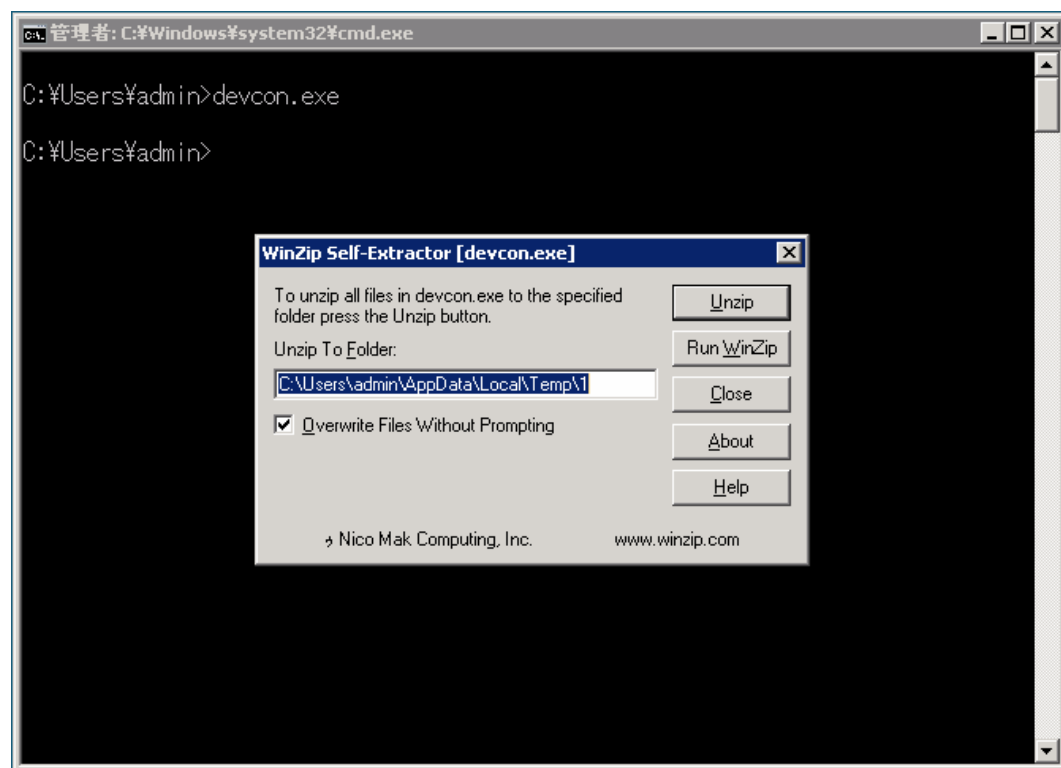 管理者: C:¥Windows¥system32¥cmd.exe
C:¥Users¥admin>devcon.exe
C:¥Users¥admin>
WinZip Self-Extractor [devcon.exe]
To unzip all files in devcon.exe to the specified
folder press the Unzip button.
Unzip To Folder:
C:\Users\admin\AppData\Local\Temp\1
Overwrite Files Without Prompting
Unzip
Run WinZip
Close
About
Help
ゥ Nico Mak Computing, Inc.
www.winzip.com